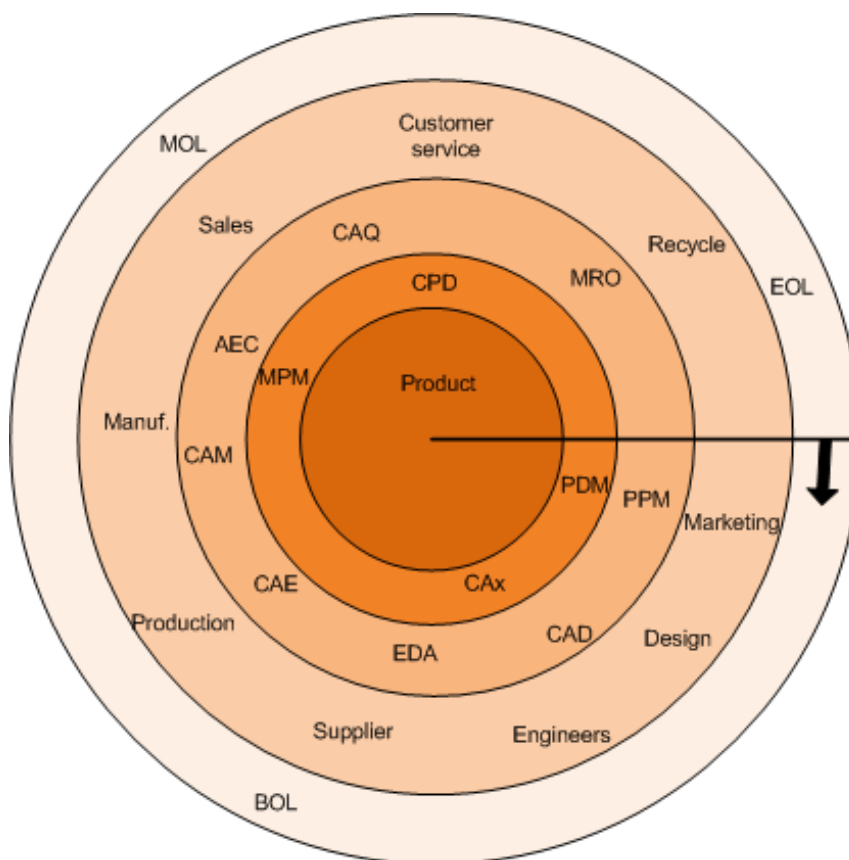 Customer
service
MOL
Sales
CAQ
Recycle
MRO
CPD
EOL
AEC
MPM
Product
Manuf.
CAM
PDM
PPM
Marketing
CAE
CAx
Production
EDA
CAD
Design
Supplier
Engineers
BOL